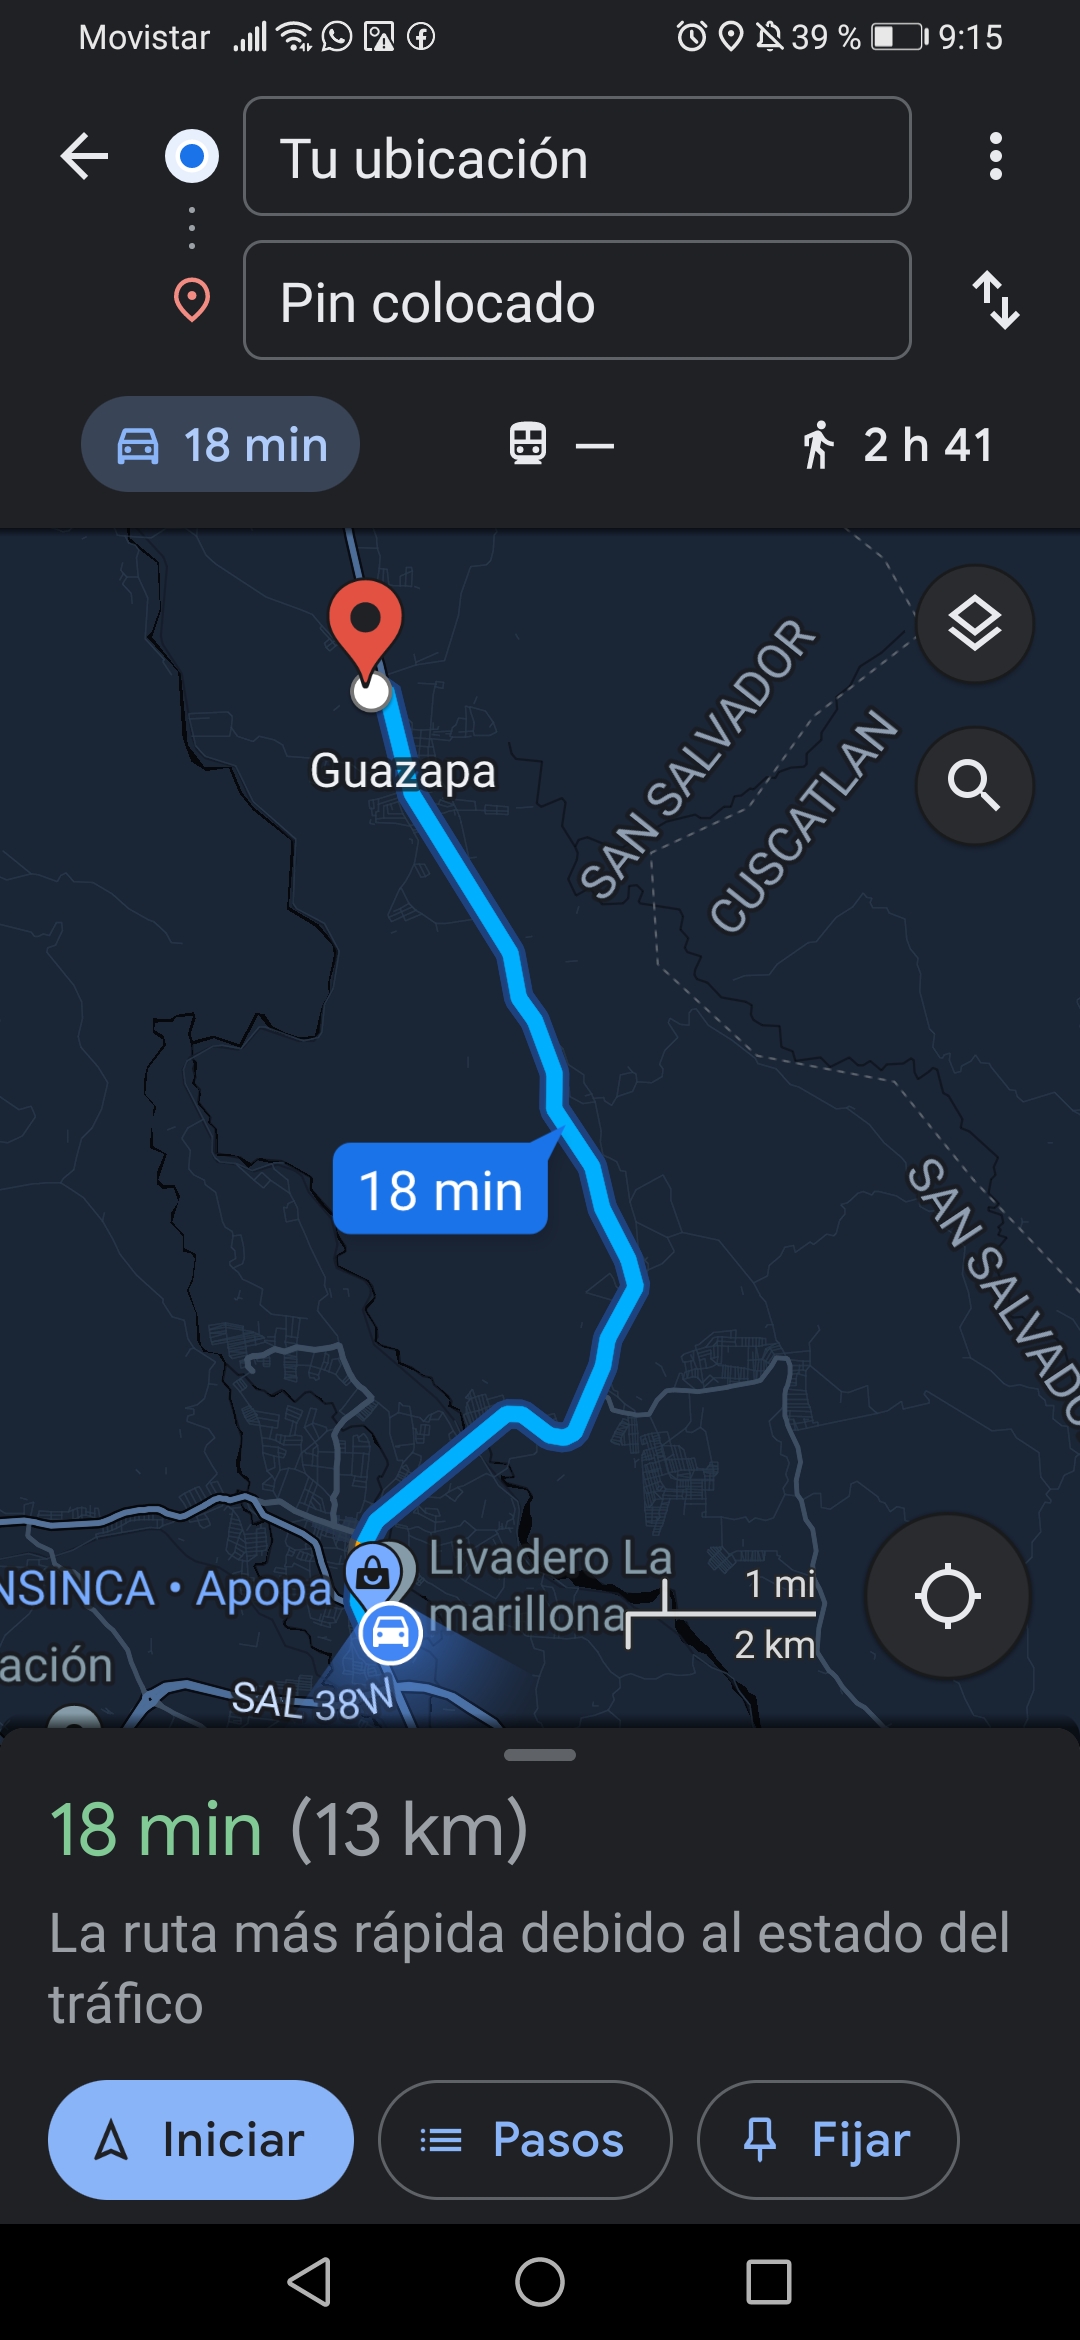 Movistar 39 % 9:15
Tu ubicación
Pin colocado
18 min — 2 h 41
Guazapa
SAN SALVADOR
CUSCATLAN
18 min
SAN SALVADO
NSINCA • Apopa
Livadero La
marillona
1 mi
2 km
ación
SAL 38W
18 min (13 km)
La ruta más rápida debido al estado del
tráfico
Iniciar Pasos Fijar